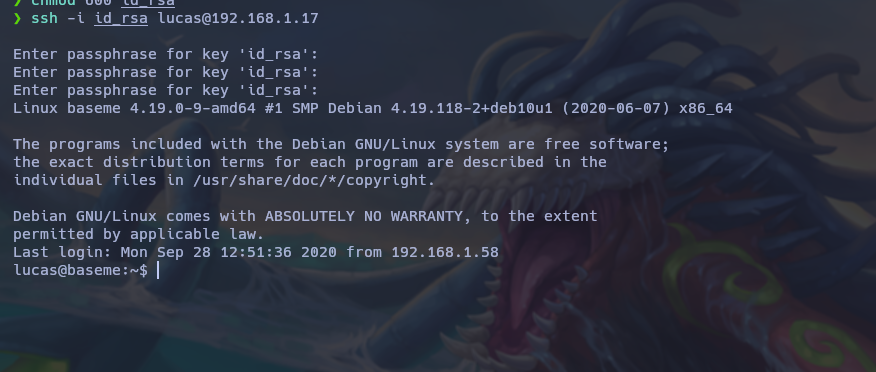 ❯ chmod 600 id_rsa
❯ ssh -i id_rsa lucas@192.168.1.17
Enter passphrase for key 'id_rsa':
Enter passphrase for key 'id_rsa':
Enter passphrase for key 'id_rsa':
Linux baseme 4.19.0-9-amd64 #1 SMP Debian 4.19.118-2+deb10u1 (2020-06-07) x86_64
The programs included with the Debian GNU/Linux system are free software;
the exact distribution terms for each program are described in the
individual files in /usr/share/doc/*/copyright.
Debian GNU/Linux comes with ABSOLUTELY NO WARRANTY, to the extent
permitted by applicable law.
Last login: Mon Sep 28 12:51:36 2020 from 192.168.1.58
lucas@baseme:~$